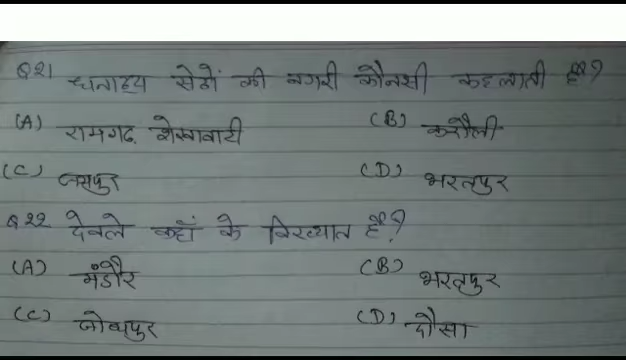 Q21 धनाढ्य सेठों की नगरी कौनसी कहलाती है?
(A) रामगढ़ शेखावाटी (B) करौली
(C) जयपुर (D) भरतपुर
Q22 देवले कहाँ के विख्यात है?
(A) मंडौर (B) भरतपुर
(C) जोधपुर (D) दौसा